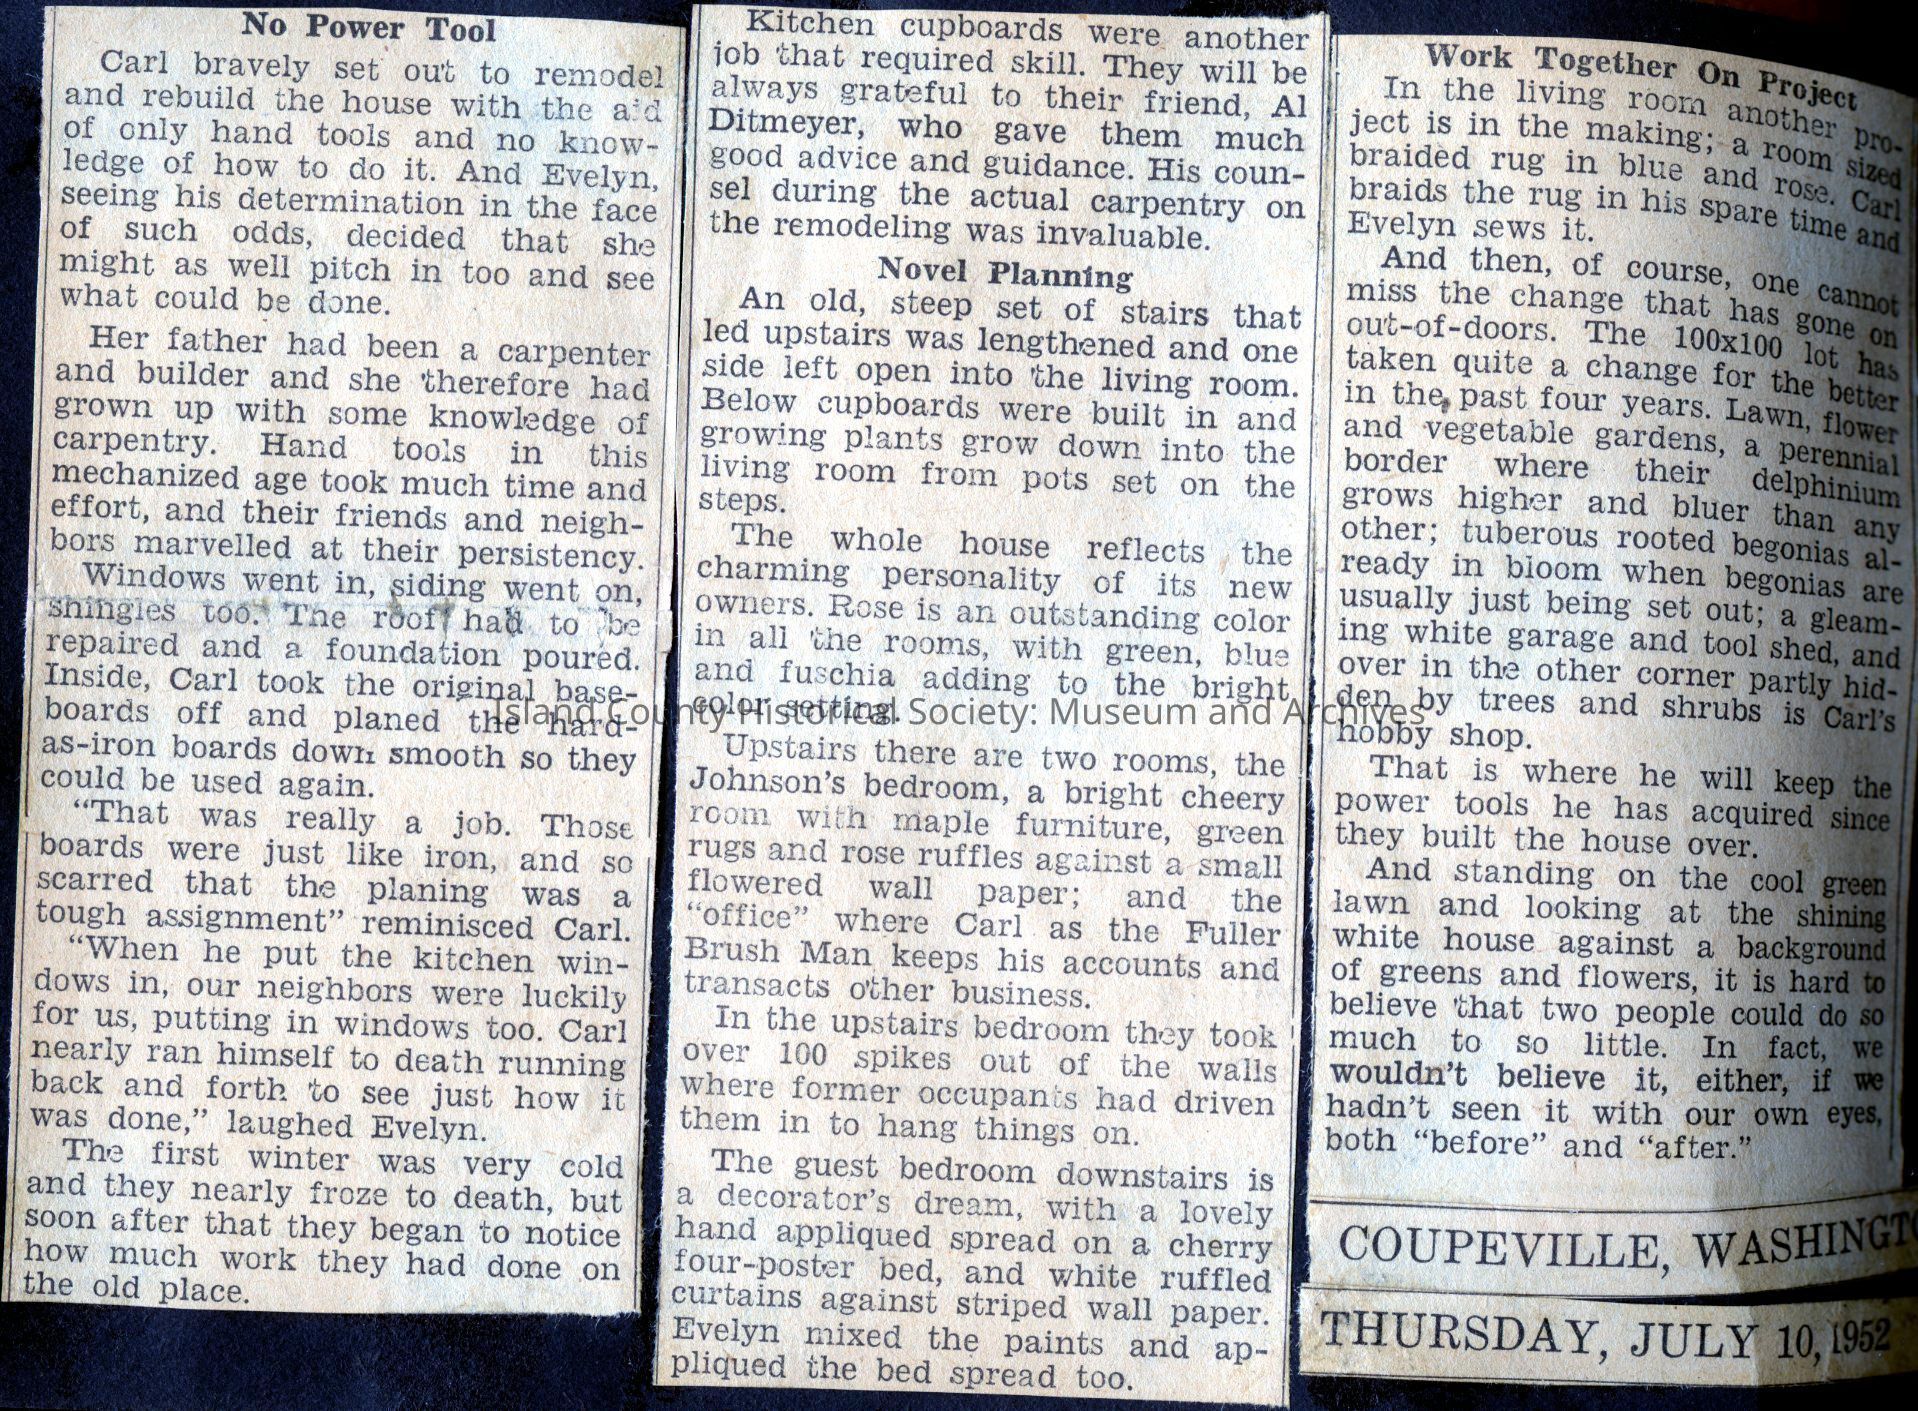 No Power Tool
Carl bravely set out to remodel
and rebuild the house with the aid
of only hand tools and no know-
ledge of how to do it. And Evelyn,
seeing his determination in the face
of such odds, decided that she
might as well pitch in too and see
what could be done.
Her father had been a carpenter
and builder and she therefore had
grown up with some knowledge of
carpentry. Hand tools in this
mechanized age took much time and
effort, and their friends and neigh-
bors marvelled at their persistency.
Windows went in, siding went on,
shingles too. The roof had to be
repaired and a foundation poured.
Inside, Carl took the original base-
boards off and planed the hard-
as-iron boards down smooth so they
could be used again.
"That was really a job. Those
boards were just like iron, and so
scarred that the planing was a
tough assignment" reminisced Carl.
"When he put the kitchen win-
dows in, our neighbors were luckily
for us, putting in windows too. Carl
nearly ran himself to death running
back and forth to see just how it
was done," laughed Evelyn.
The first winter was very cold
and they nearly froze to death, but
soon after that they began to notice
how much work they had done on
the old place.
Kitchen cupboards were another
job that required skill. They will be
always grateful to their friend, Al
Ditmeyer, who gave them much
good advice and guidance. His coun-
sel during the actual carpentry on
the remodeling was invaluable.
Novel Planning
An old, steep set of stairs that
led upstairs was lengthened and one
side left open into the living room.
Below cupboards were built in and
growing plants grow down into the
living room from pots set on the
steps.
The whole house reflects the
charming personality of its new
owners. Rose is an outstanding color
in all the rooms, with green, blue
and fuschia adding to the bright
color setting.
Upstairs there are two rooms, the
Johnson's bedroom, a bright cheery
room with maple furniture, green
rugs and rose ruffles against a small
flowered wall paper; and the
"office" where Carl as the Fuller
Brush Man keeps his accounts and
transacts other business.
In the upstairs bedroom they took
over 100 spikes out of the walls
where former occupants had driven
them in to hang things on.
The guest bedroom downstairs is
a decorator's dream, with a lovely
hand appliqued spread on a cherry
four-poster bed, and white ruffled
curtains against striped wall paper.
Evelyn mixed the paints and ap-
pliqued the bed spread too.
Work Together On Project
In the living room another pro-
ject is in the making; a room sized
braided rug in blue and rose. Carl
braids the rug in his spare time and
Evelyn sews it.
And then, of course, one cannot
miss the change that has gone on
out-of-doors. The 100x100 lot has
taken quite a change for the better
in the past four years. Lawn, flower
and vegetable gardens, a perennial
border where their delphinium
grows higher and bluer than any
other; tuberous rooted begonias al-
ready in bloom when begonias are
usually just being set out; a gleam-
ing white garage and tool shed, and
over in the other corner partly hid-
den by trees and shrubs is Carl's
hobby shop.
That is where he will keep the
power tools he has acquired since
they built the house over.
And standing on the cool green
lawn and looking at the shining
white house against a background
of greens and flowers, it is hard to
believe that two people could do so
much to so little. In fact, we
wouldn't believe it, either, if we
hadn't seen it with our own eyes,
both "before" and "after."
COUPEVILLE, WASHINGTO
THURSDAY, JULY 10, 1952
Island County Historical Society: Museum and Archives